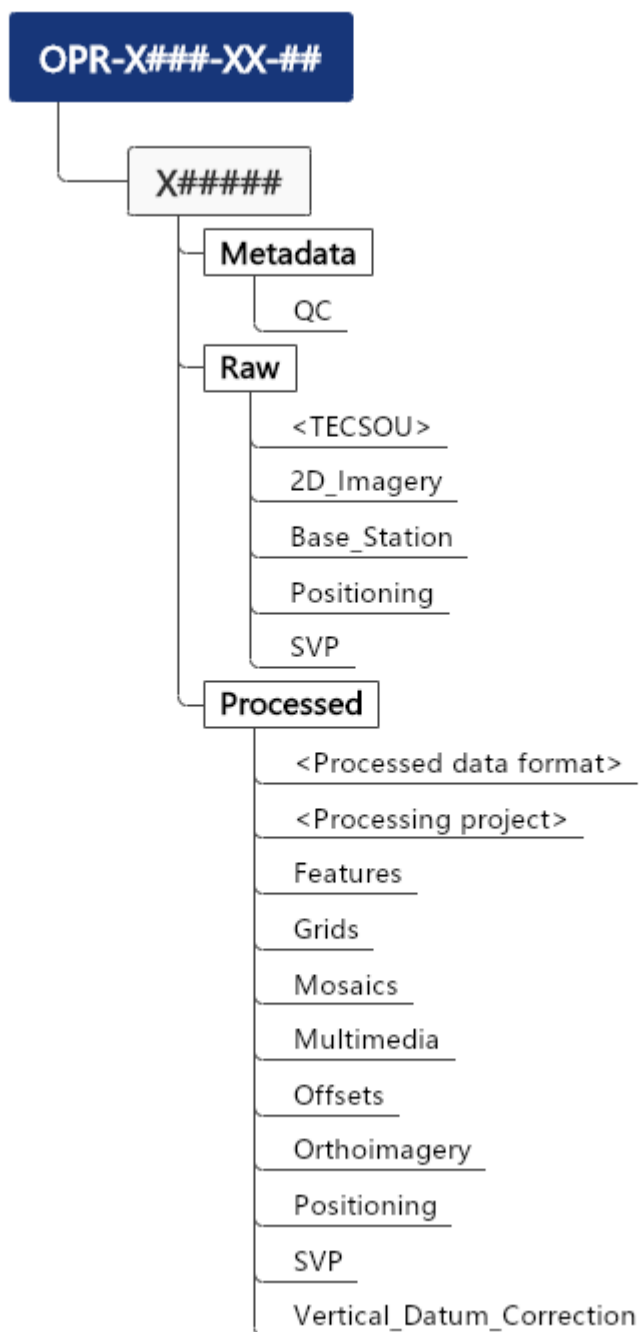 OPR-X###-XX-##
X#####
Metadata
QC
Raw
<TECSOU>
2D_Imagery
Base_Station
Positioning
SVP
Processed
<Processed data format>
<Processing project>
Features
Grids
Mosaics
Multimedia
Offsets
Orthoimagery
Positioning
SVP
Vertical_Datum_Correction